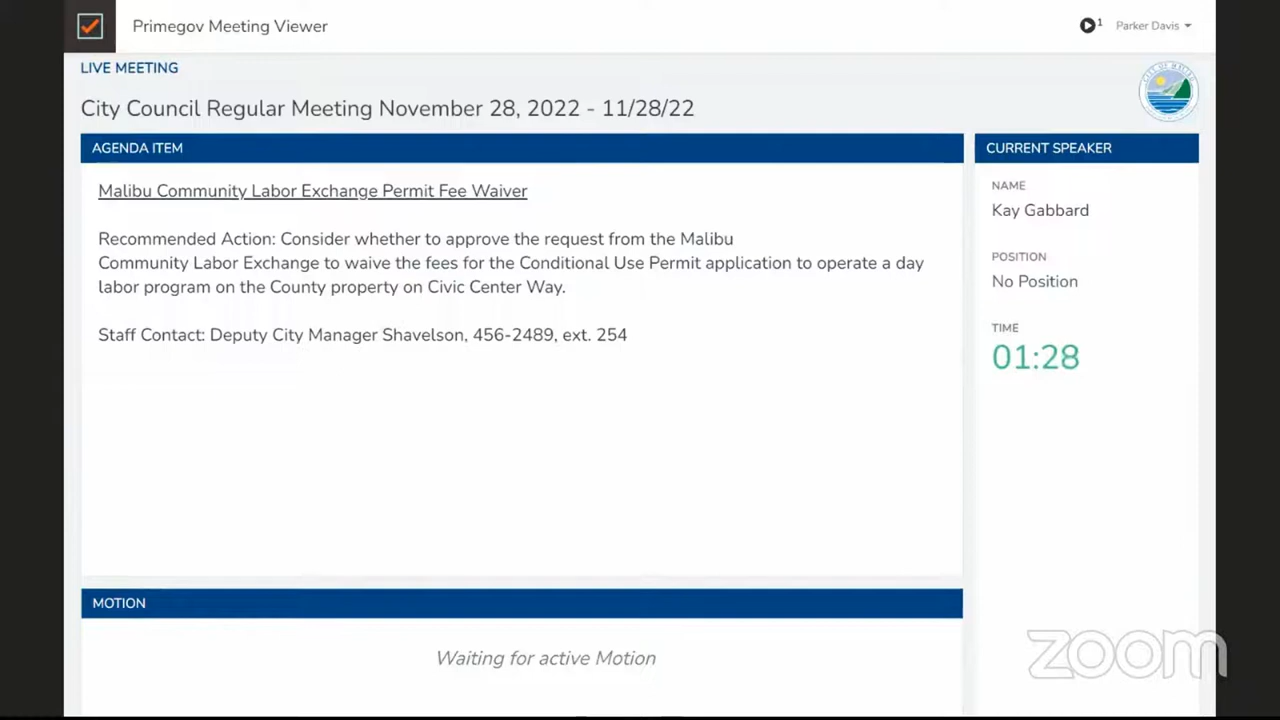 Primegov Meeting Viewer
1
Parker Davis
LIVE MEETING
City Council Regular Meeting November 28, 2022 - 11/28/22
CITY OF MALIBU
AGENDA ITEM
Malibu Community Labor Exchange Permit Fee Waiver
Recommended Action: Consider whether to approve the request from the Malibu
Community Labor Exchange to waive the fees for the Conditional Use Permit application to operate a day
labor program on the County property on Civic Center Way.
Staff Contact: Deputy City Manager Shavelson, 456-2489, ext. 254
CURRENT SPEAKER
NAME
Kay Gabbard
POSITION
No Position
TIME
01:28
MOTION
Waiting for active Motion
zoom